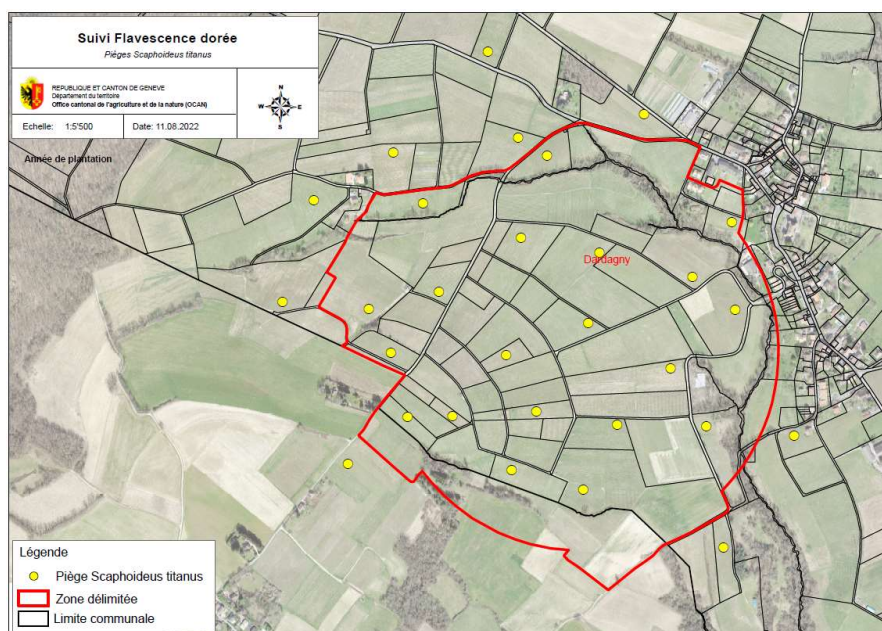 Suivi Flavescence dorée
Pièges Scaphoideus titanus
REPUBLIQUE ET CANTON DE GENEVE
Département du territoire
Office cantonal de l'agriculture et de la nature (OCAN)
N
W E
S
Echelle: 1:5'500 Date: 11.08.2022
Année de plantation
Dardagny
Légende
Piège Scaphoideus titanus
Zone délimitée
Limite communale